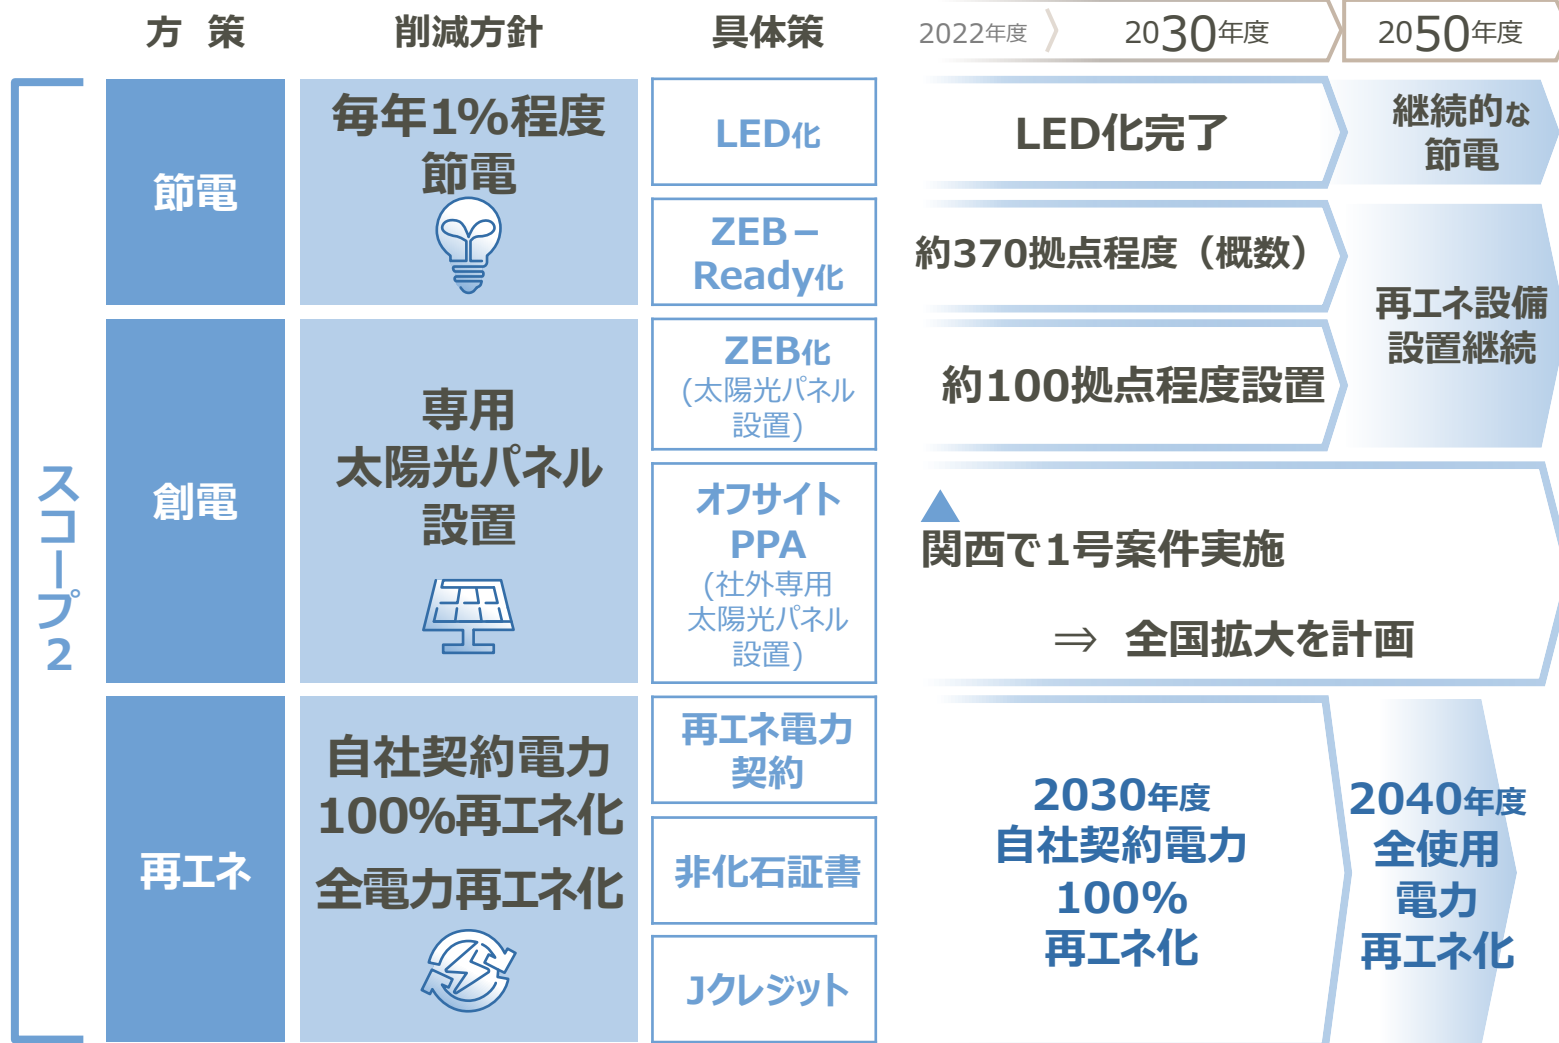 方 策
削減方針
具体策
2022年度
2030年度
2050年度
スコープ2
節電
毎年1%程度
節電
LED化
LED化完了
継続的な
節電
ZEB－
Ready化
約370拠点程度（概数）
再エネ設備
設置継続
創電
専用
太陽光パネル
設置
ZEB化
(太陽光パネル
設置)
約100拠点程度設置
オフサイト
PPA
(社外専用
太陽光パネル
設置)
▲
関西で1号案件実施
⇒ 全国拡大を計画
再エネ
自社契約電力
100%再エネ化
全電力再エネ化
再エネ電力
契約
非化石証書
Jクレジット
2030年度
自社契約電力
100%
再エネ化
2040年度
全使用
電力
再エネ化